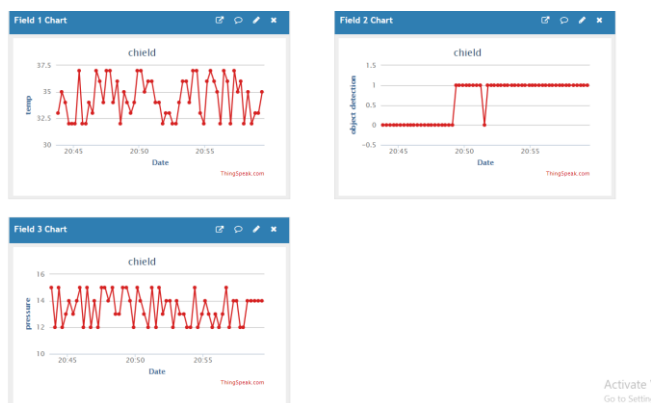 Field 1 Chart
chield
37.5
35
32.5
30
temp
20:45 20:50 20:55
Date
ThingSpeak.com
Field 2 Chart
chield
1.5
1
0.5
0
-0.5
object detection
20:45 20:50 20:55
Date
ThingSpeak.com
Field 3 Chart
chield
16
14
12
10
pressure
20:45 20:50 20:55
Date
ThingSpeak.com
Activate
Go to Settin